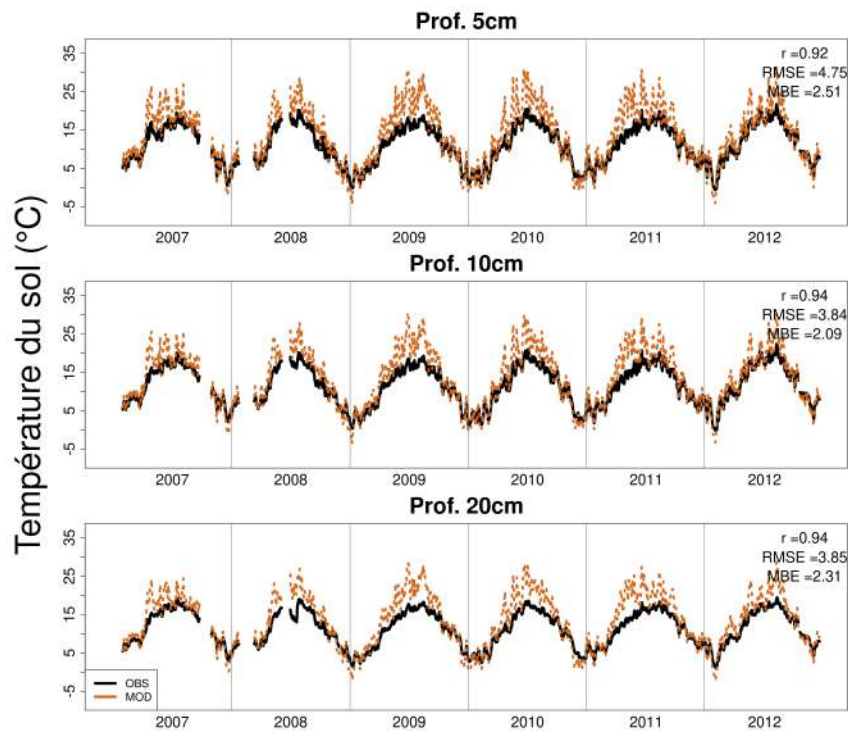 Température du sol (°C)
Prof. 5cm
35
25
15
5
-5
r =0.92
RMSE =4.75
MBE =2.51
2007 2008 2009 2010 2011 2012
Prof. 10cm
35
25
15
5
-5
r =0.94
RMSE =3.84
MBE =2.09
2007 2008 2009 2010 2011 2012
Prof. 20cm
35
25
15
5
-5
r =0.94
RMSE =3.85
MBE =2.31
OBS
MOD
2007 2008 2009 2010 2011 2012